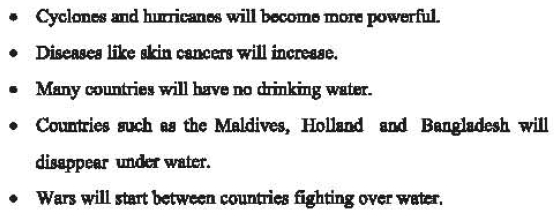 • Cyclones and hurricanes will become more powerful.
• Diseases like skin cancers will increase.
• Many countries will have no drinking water.
• Countries such as the Maldives, Holland and Bangladesh will
disappear under water.
• Wars will start between countries fighting over water.